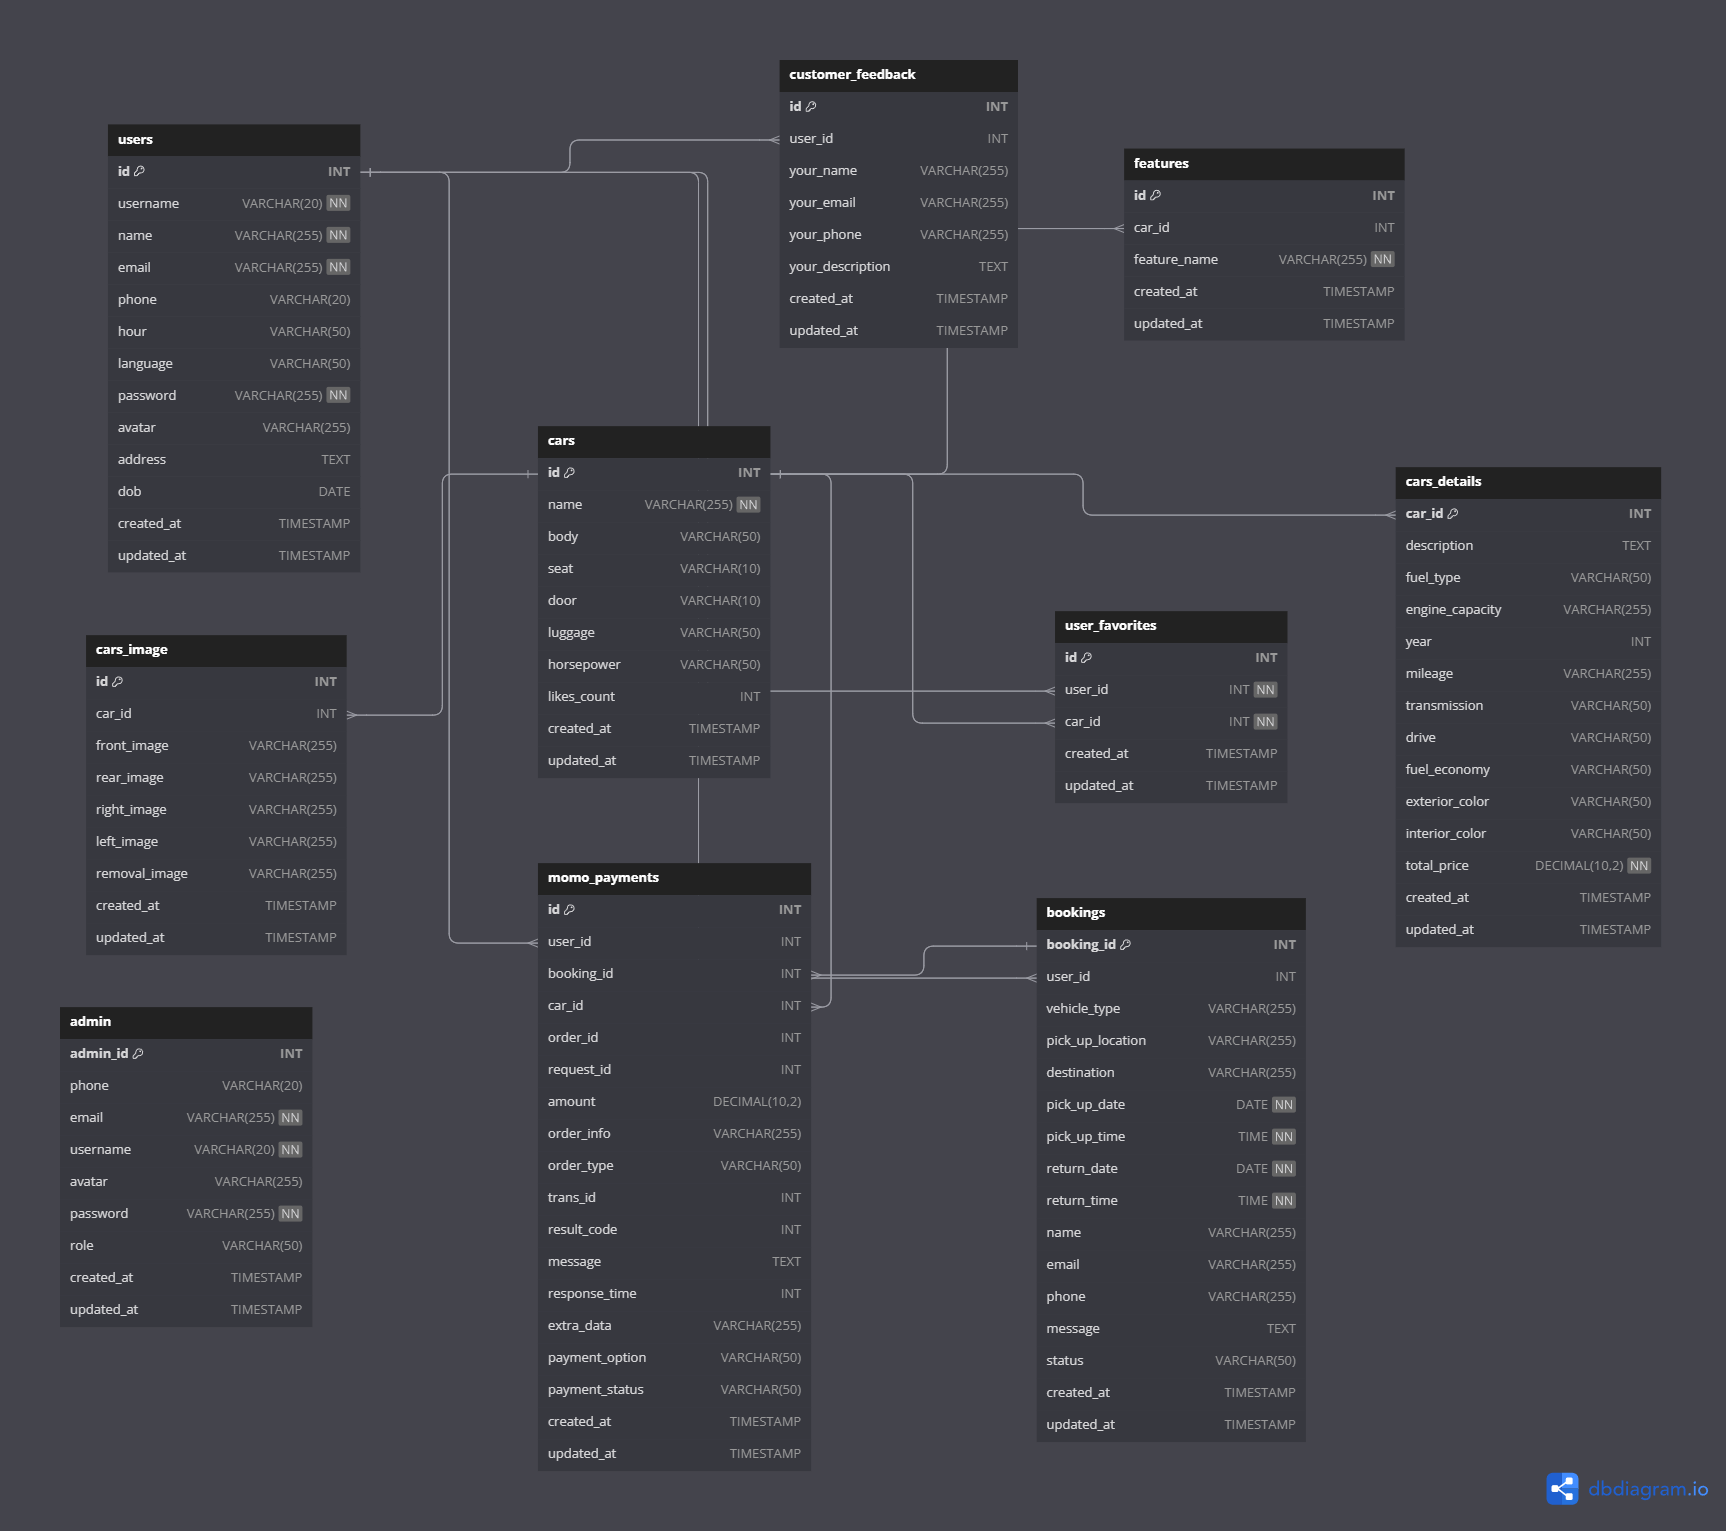 customer_feedback
id INT
user_id INT
your_name VARCHAR(255)
your_email VARCHAR(255)
your_phone VARCHAR(255)
your_description TEXT
created_at TIMESTAMP
updated_at TIMESTAMP
users
id INT
username VARCHAR(20) NN
name VARCHAR(255) NN
email VARCHAR(255) NN
phone VARCHAR(20)
hour VARCHAR(50)
language VARCHAR(50)
password VARCHAR(255) NN
avatar VARCHAR(255)
address TEXT
dob DATE
created_at TIMESTAMP
updated_at TIMESTAMP
features
id INT
car_id INT
feature_name VARCHAR(255) NN
created_at TIMESTAMP
updated_at TIMESTAMP
cars
id INT
name VARCHAR(255) NN
body VARCHAR(50)
seat VARCHAR(10)
door VARCHAR(10)
luggage VARCHAR(50)
horsepower VARCHAR(50)
likes_count INT
created_at TIMESTAMP
updated_at TIMESTAMP
cars_details
car_id INT
description TEXT
fuel_type VARCHAR(50)
engine_capacity VARCHAR(255)
year INT
mileage VARCHAR(255)
transmission VARCHAR(50)
drive VARCHAR(50)
fuel_economy VARCHAR(50)
exterior_color VARCHAR(50)
interior_color VARCHAR(50)
total_price DECIMAL(10,2) NN
created_at TIMESTAMP
updated_at TIMESTAMP
user_favorites
id INT
user_id INT NN
car_id INT NN
created_at TIMESTAMP
updated_at TIMESTAMP
cars_image
id INT
car_id INT
front_image VARCHAR(255)
rear_image VARCHAR(255)
right_image VARCHAR(255)
left_image VARCHAR(255)
removal_image VARCHAR(255)
created_at TIMESTAMP
updated_at TIMESTAMP
momo_payments
id INT
user_id INT
booking_id INT
car_id INT
order_id INT
request_id INT
amount DECIMAL(10,2)
order_info VARCHAR(255)
order_type VARCHAR(50)
trans_id INT
result_code INT
message TEXT
response_time INT
extra_data VARCHAR(255)
payment_option VARCHAR(50)
payment_status VARCHAR(50)
created_at TIMESTAMP
updated_at TIMESTAMP
bookings
booking_id INT
user_id INT
vehicle_type VARCHAR(255)
pick_up_location VARCHAR(255)
destination VARCHAR(255)
pick_up_date DATE NN
pick_up_time TIME NN
return_date DATE NN
return_time TIME NN
name VARCHAR(255)
email VARCHAR(255)
phone VARCHAR(255)
message TEXT
status VARCHAR(50)
created_at TIMESTAMP
updated_at TIMESTAMP
admin
admin_id INT
phone VARCHAR(20)
email VARCHAR(255) NN
username VARCHAR(20) NN
avatar VARCHAR(255)
password VARCHAR(255) NN
role VARCHAR(50)
created_at TIMESTAMP
updated_at TIMESTAMP
dbdiagram.io